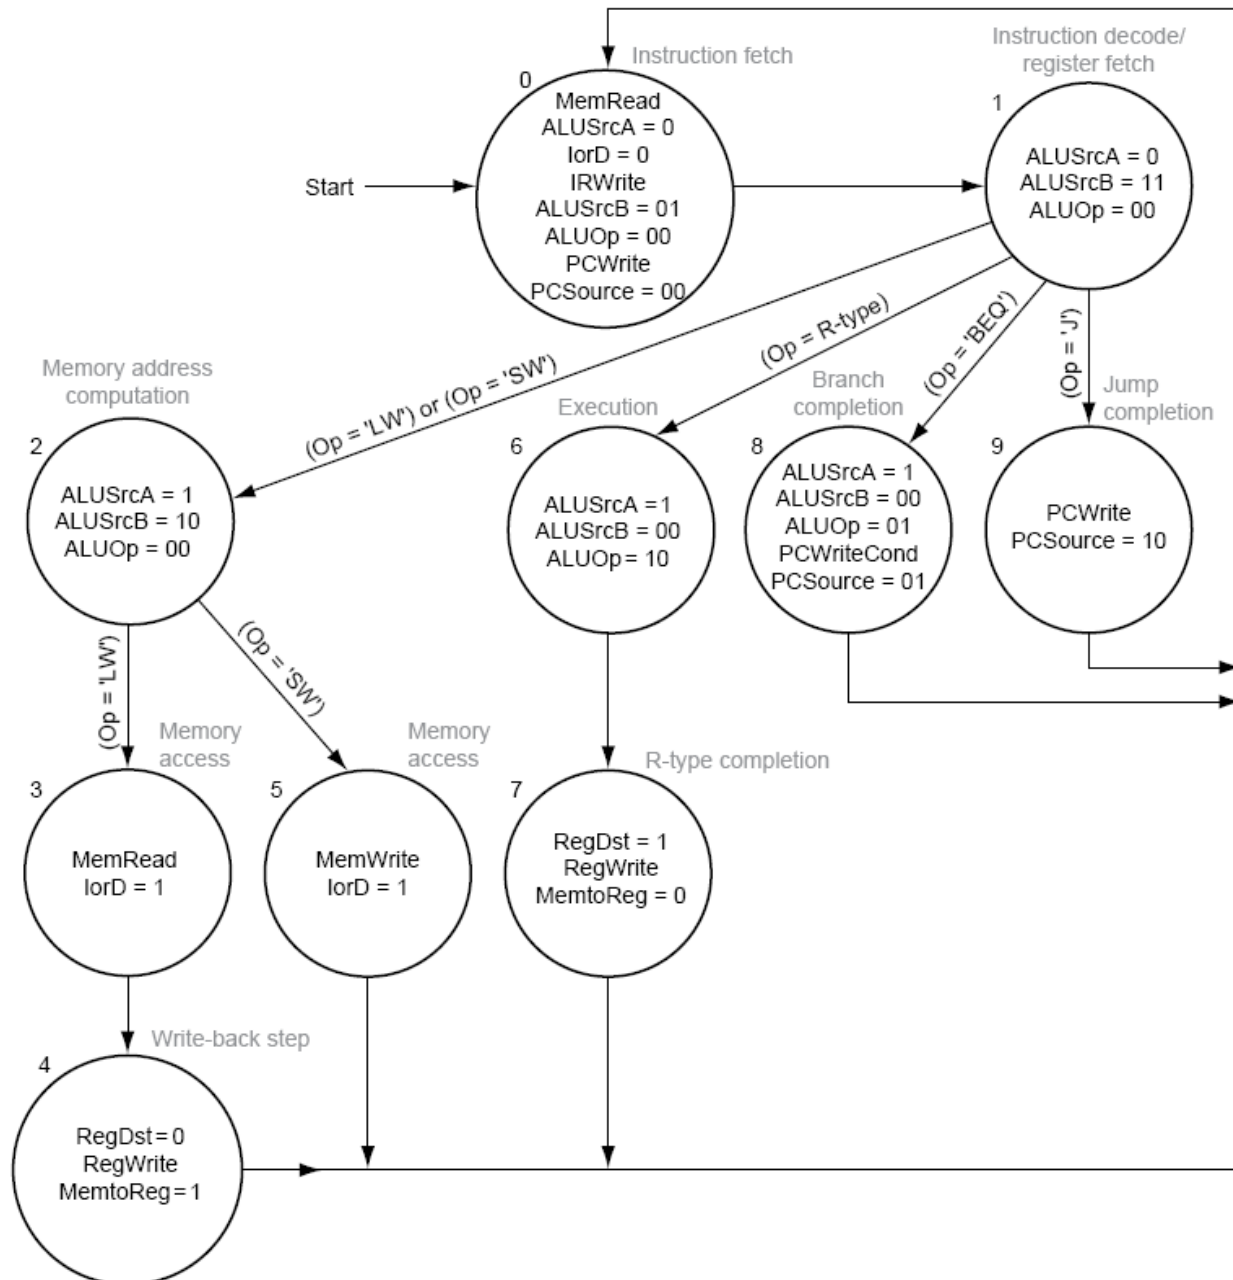 Instruction fetch
0
MemRead
ALUSrcA = 0
IorD = 0
IRWrite
ALUSrcB = 01
ALUOp = 00
PCWrite
PCSource = 00
Start
Instruction decode/
register fetch
1
ALUSrcA = 0
ALUSrcB = 11
ALUOp = 00
(Op = 'LW') or (Op = 'SW')
(Op = R-type)
(Op = 'BEQ')
(Op = 'J')
Memory address
computation
2
ALUSrcA = 1
ALUSrcB = 10
ALUOp = 00
Execution
6
ALUSrcA =1
ALUSrcB = 00
ALUOp= 10
Branch
completion
8
ALUSrcA = 1
ALUSrcB = 00
ALUOp = 01
PCWriteCond
PCSource = 01
Jump
completion
9
PCWrite
PCSource = 10
(Op = 'LW')
(Op = 'SW')
Memory
access
3
MemRead
IorD = 1
Memory
access
5
MemWrite
IorD = 1
R-type completion
7
RegDst = 1
RegWrite
MemtoReg = 0
Write-back step
4
RegDst=0
RegWrite
MemtoReg=1